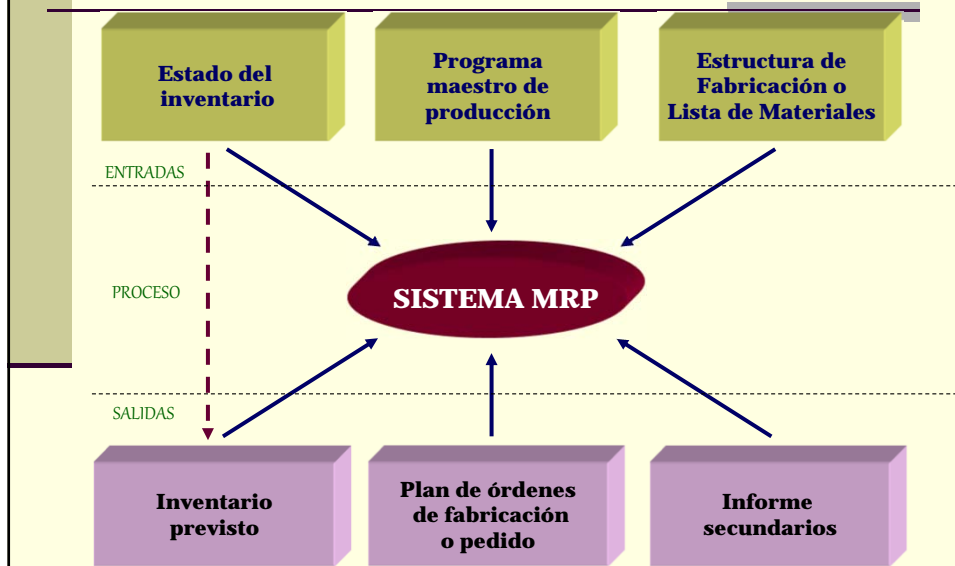 Estado del
inventario
Programa
maestro de
producción
Estructura de
Fabricación o
Lista de Materiales
ENTRADAS
PROCESO
SISTEMA MRP
SALIDAS
Inventario
previsto
Plan de órdenes
de fabricación
o pedido
Informe
secundarios